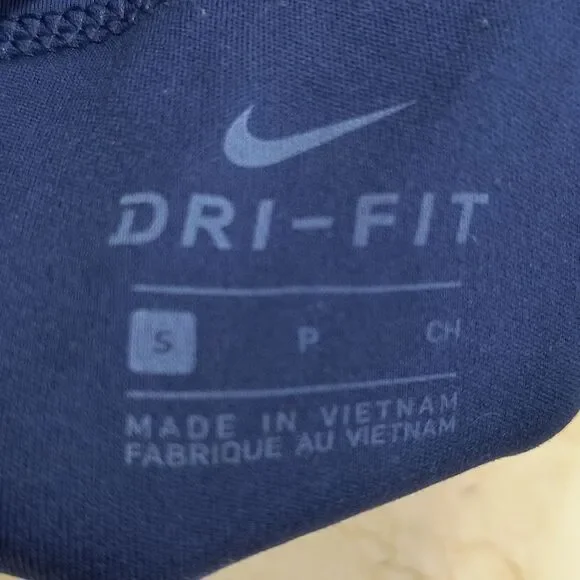 DRI-FIT
S P CH
MADE IN VIETNAM
FABRIQUE AU VIETNAM